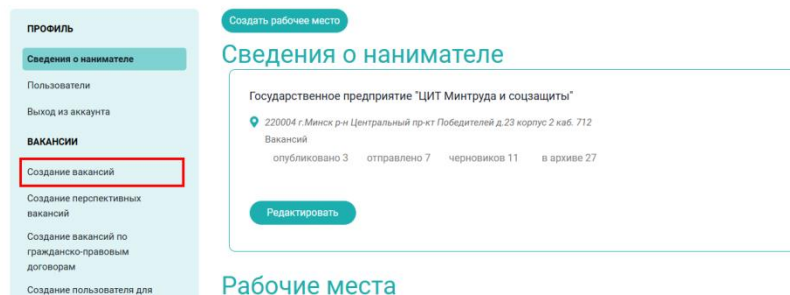 ПРОФИЛЬ
Сведения о нанимателе
Пользователи
Выход из аккаунта
ВАКАНСИИ
Создание вакансий
Создание перспективных
вакансий
Создание вакансий по
гражданско-правовым
договорам
Создание пользователя для
Создать рабочее место
Сведения о нанимателе
Государственное предприятие "ЦИТ Минтруда и соцзащиты"
220004 г.Минск р-н Центральный пр-кт Победителей д.23 корпус 2 каб. 712
Вакансий
опубликовано 3 отправлено 7 черновиков 11 в архиве 27
Редактировать
Рабочие места